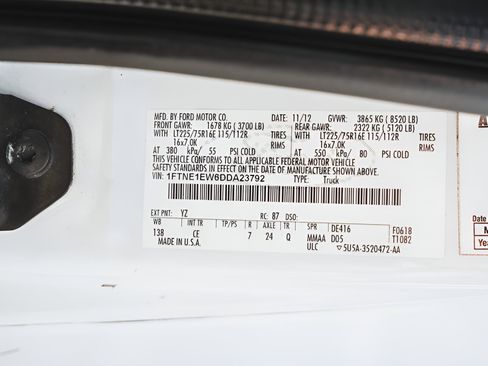 MFD. BY FORD MOTOR CO. 11/12 GVWR: 3865 KG ( 8520 LB)
FRONT GAWR: 1678 KG ( 3700 LB) REAR GAWR: 2322 KG ( 5120 LB)
WITH LT225/75R16E 115/112R TIRES WITH LT225/75R16E 115/112R TIRES
16x7.0K RIMS 16x7.0K RIMS
AT 380 kPa/ 55 PSI COLD AT 550 kPa/ 80 PSI COLD
THIS VEHICLE CONFORMS TO ALL APPLICABLE FEDERAL MOTOR VEHICLE
SAFETY STANDARDS IN EFFECT ON THE DATE OF MANUFACTURE SHOWN ABOVE.
VIN: 1FTNE1EW6DDA23792 TYPE: Truck
EXT PNT: YZ RC: 87 DSO:
WB INT TR TP/PS R AXLE TR SPR DE416 F0618
138 CE 7 24 Q MMAA D05 T1082
MADE IN U.S.A. ULC 5U5A-3520472-AA